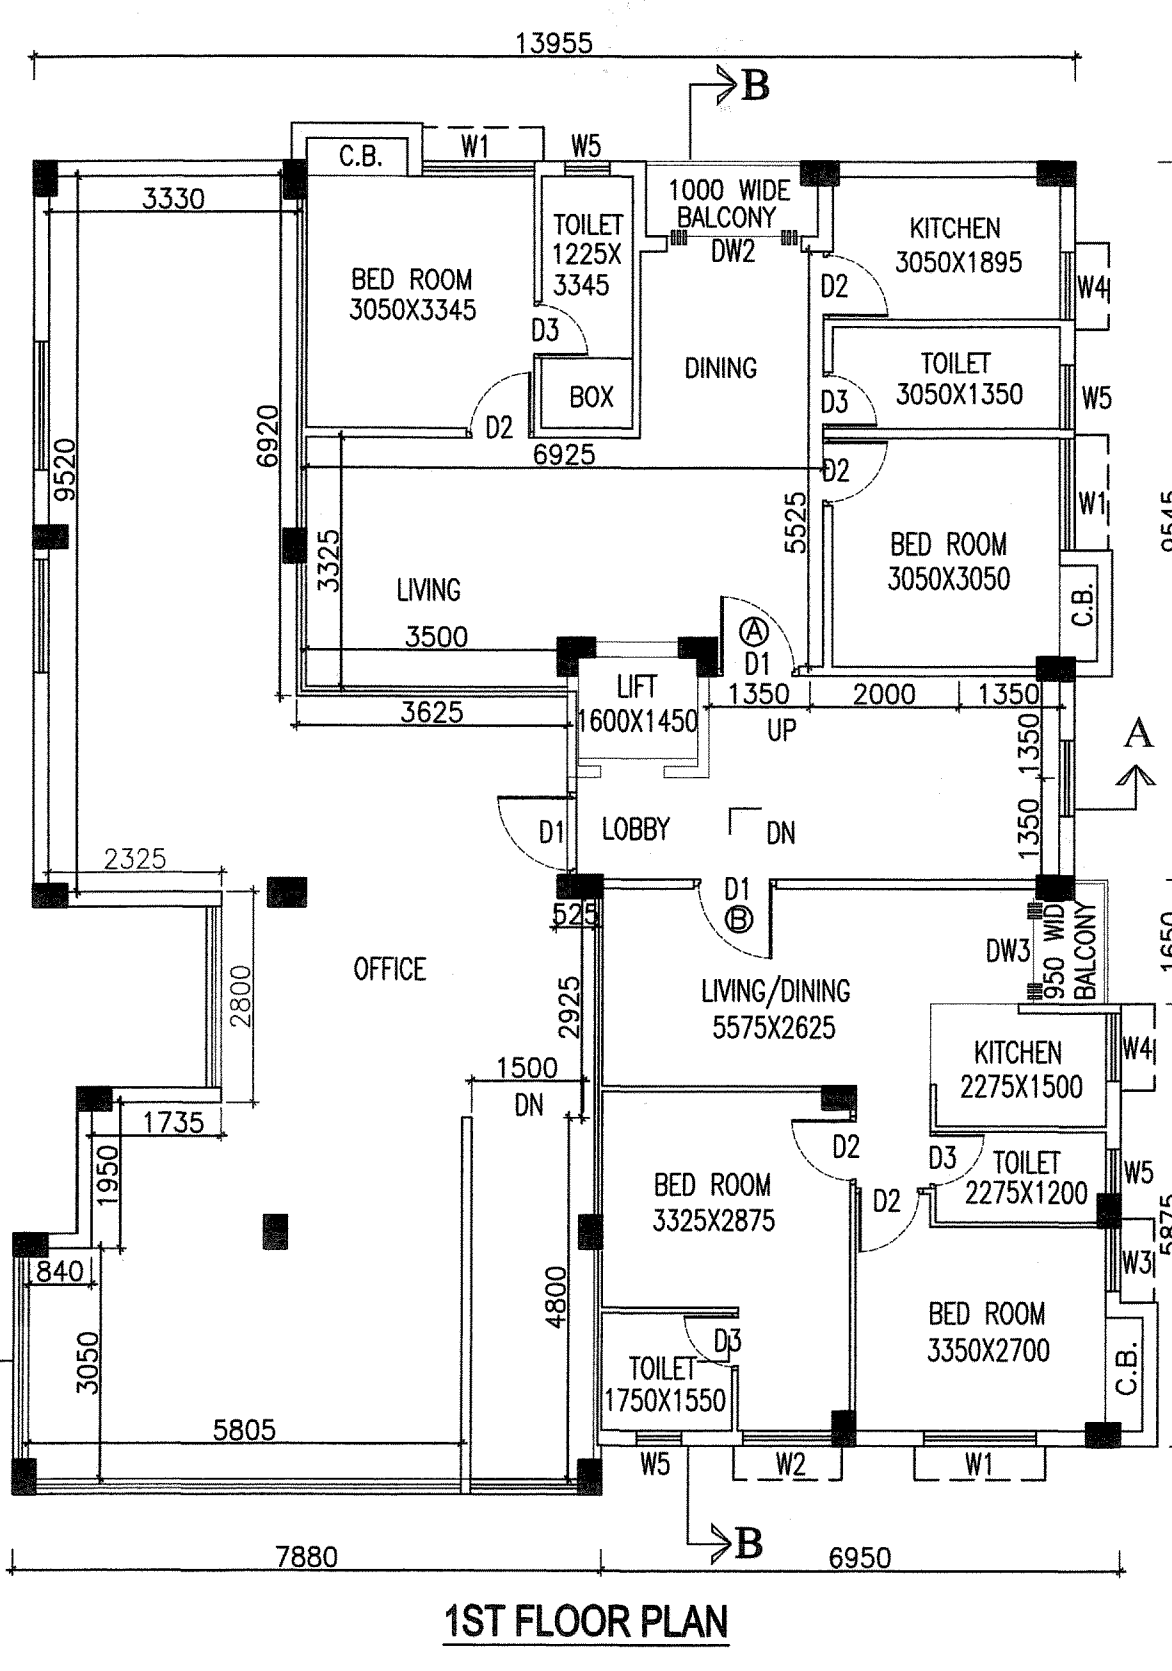 13955
B
C.B.
W1
W5
3330
1000 WIDE
BALCONY
DW2
TOILET
1225X
3345
KITCHEN
3050X1895
BED ROOM
3050X3345
D2
W4
D3
DINING
TOILET
3050X1350
BOX
D3
W5
D2
6925
D2
9520
6920
3325
5525
W1
9545
BED ROOM
3050X3050
LIVING
C.B.
3500
A
D1
LIFT
1600X1450
1350
2000
1350
3625
UP
1350
A
D1
LOBBY
DN
1350
2325
D1
B
525
950 WID
BALCONY
1650
OFFICE
DW3
2800
2925
LIVING/DINING
5575X2625
KITCHEN
2275X1500
W4
1500
DN
1735
1950
D2
D3
TOILET
2275X1200
W5
BED ROOM
3325X2875
D2
5875
W3
840
4800
BED ROOM
3350X2700
3050
D3
TOILET
1750X1550
C.B.
5805
W5
W2
W1
B
7880
6950
1ST FLOOR PLAN